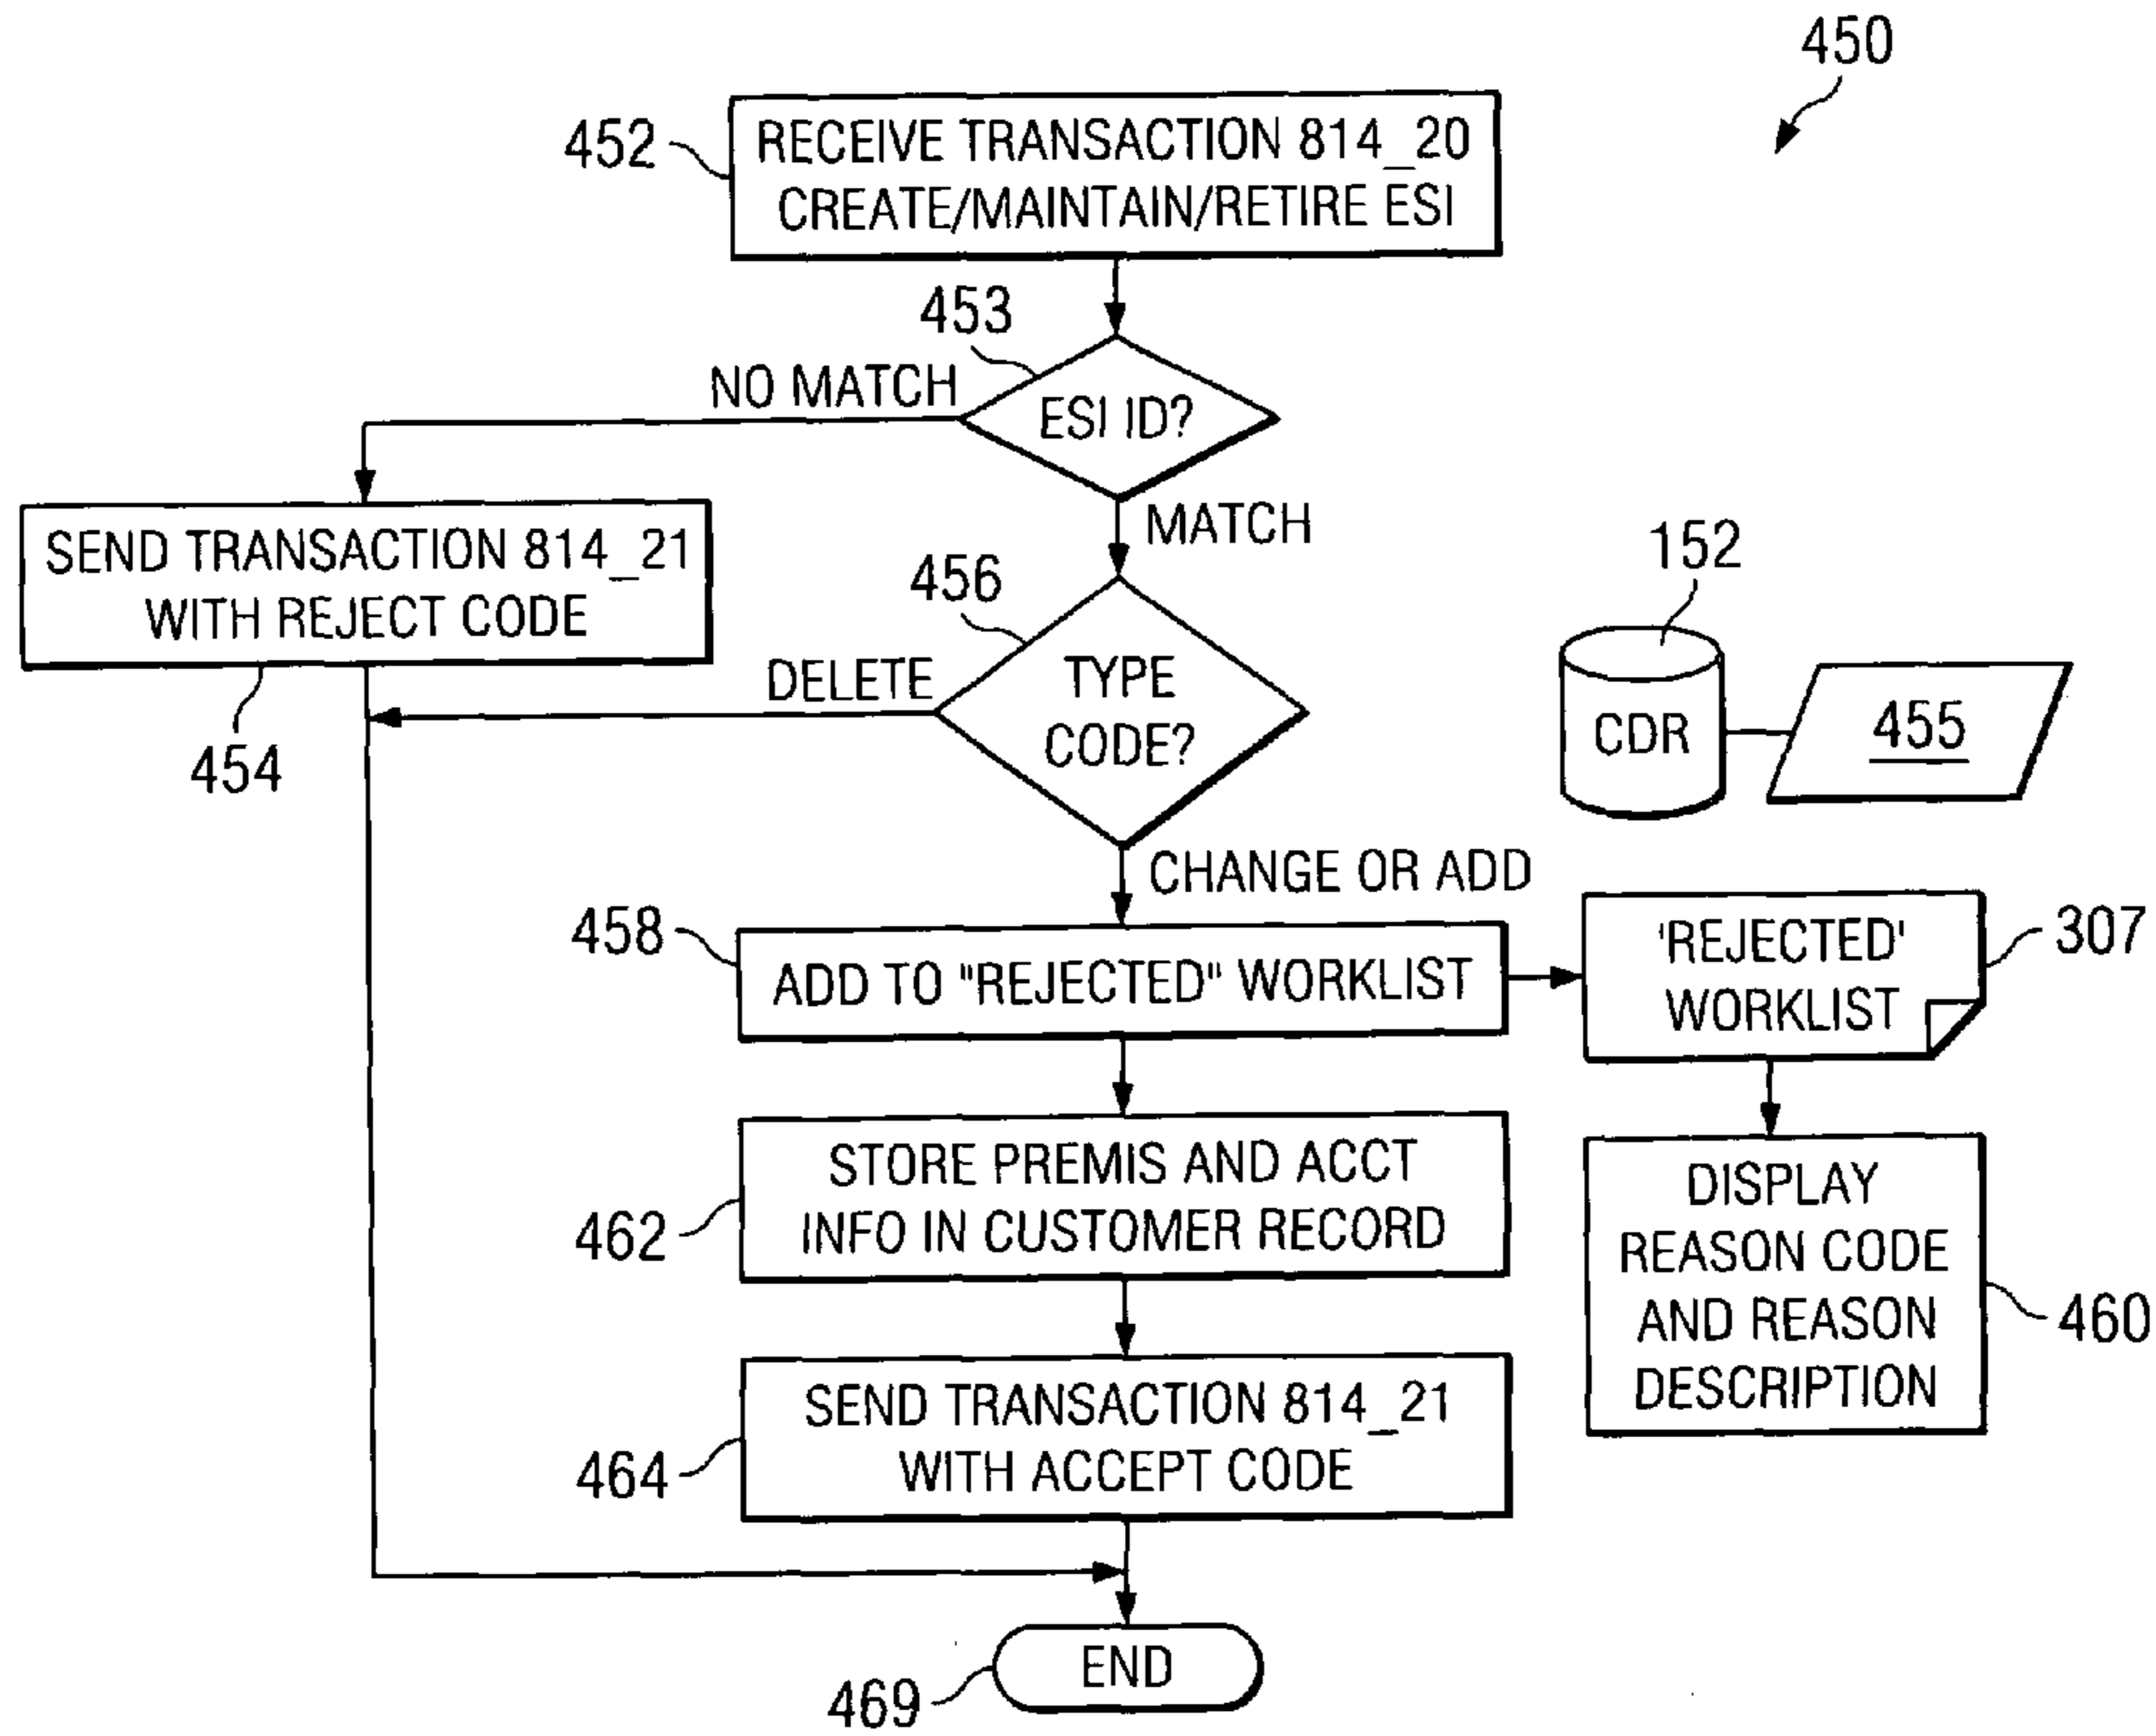 450
452
RECEIVE TRANSACTION 814_20
CREATE/MAINTAIN/RETIRE ESI
453
NO MATCH
ESI ID?
MATCH
SEND TRANSACTION 814_21
WITH REJECT CODE
454
456
DELETE
TYPE
CODE?
152
CDR
455
CHANGE OR ADD
458
ADD TO "REJECTED" WORKLIST
'REJECTED'
WORKLIST
307
STORE PREMIS AND ACCT
INFO IN CUSTOMER RECORD
462
DISPLAY
REASON CODE
AND REASON
DESCRIPTION
460
SEND TRANSACTION 814_21
WITH ACCEPT CODE
464
END
469